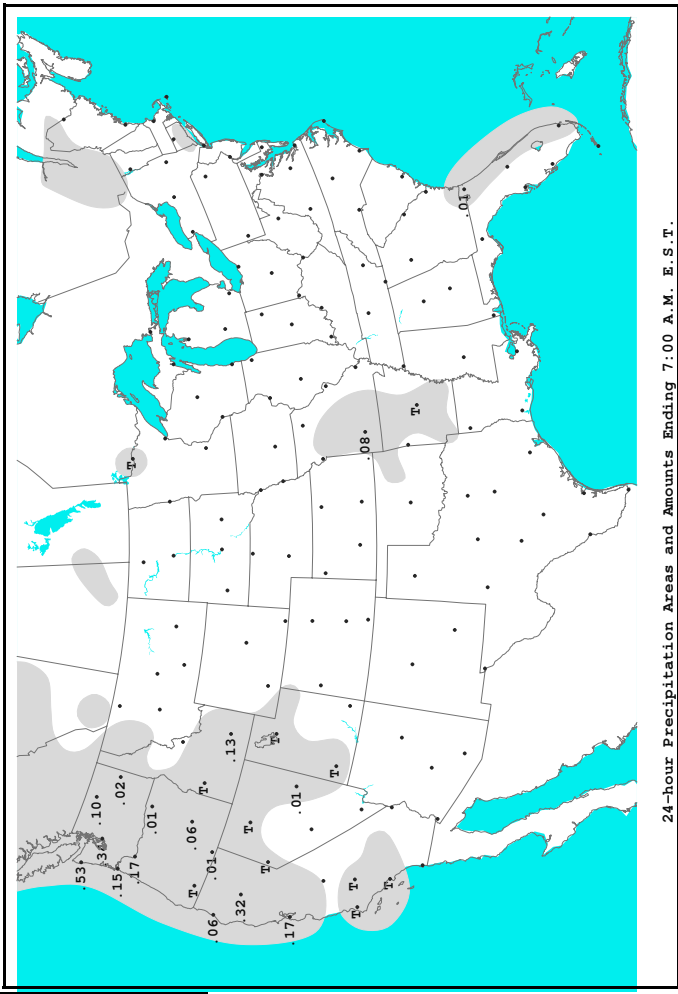 .53
.10
.15
.02
T
.17
.01
.06
T
T
.01
.06
.13
.32
T
T
T
.17
.01
T
T
T
.08
T
T
.01
24-hour Precipitation Areas and Amounts Ending 7:00 A.M. E.S.T.